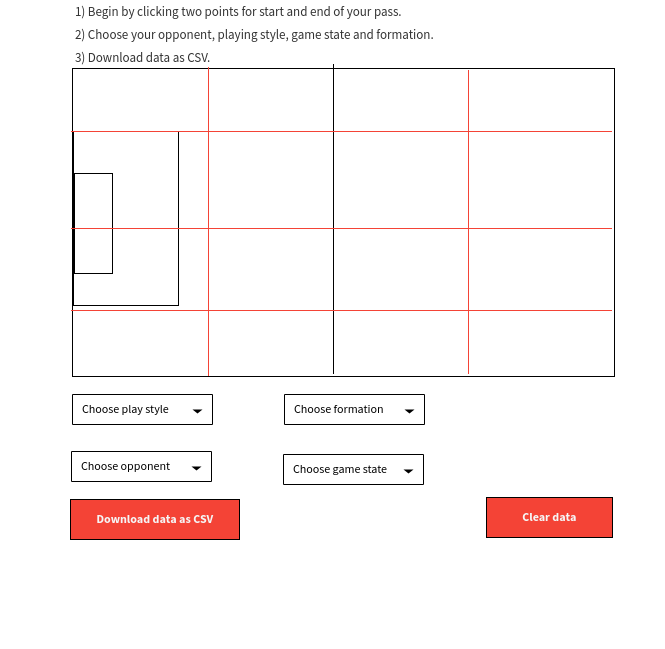 1) Begin by clicking two points for start and end of your pass.
2) Choose your opponent, playing style, game state and formation.
3) Download data as CSV.
Choose play style
Choose formation
Choose opponent
Choose game state
Download data as CSV
Clear data